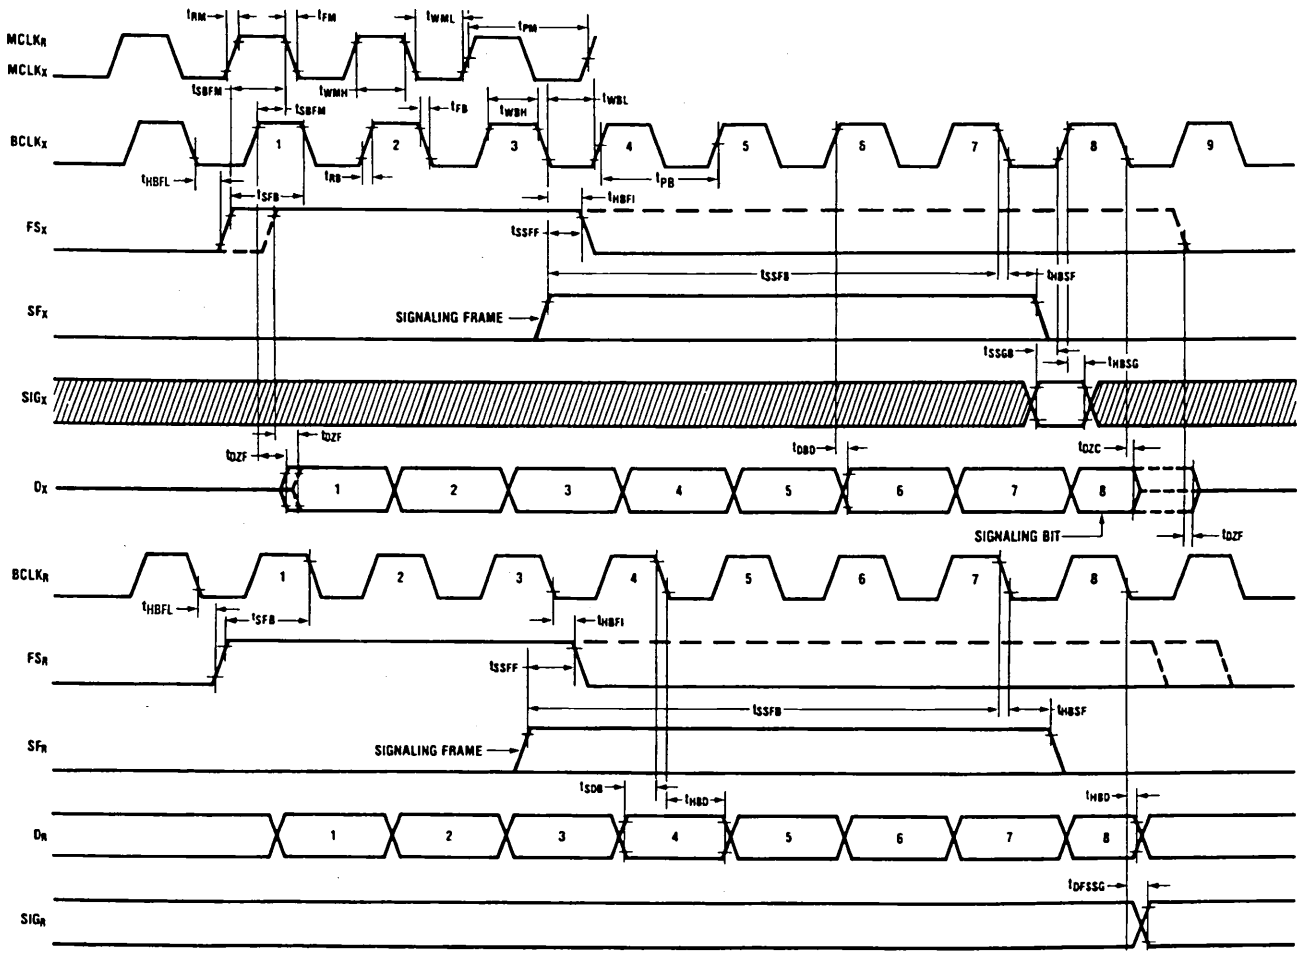 tRM tFM tWML tPM
MCLKR
MCLKX
tSBFM tWMH tWBH tWBL
tSBFM tFB
BCLKX 1 2 3 4 5 6 7 8 9
tHBFL tSFB tRB tHBFI tPB
FSX tSSFF
tSSFB tHBSF
SFX SIGNALING FRAME
tSSGB tHBSG
SIGX
tDZF tDZF tDBD tDZC
DX 1 2 3 4 5 6 7 8
SIGNALING BIT tDZF
BCLKR 1 2 3 4 5 6 7 8
tHBFL tSFB tHBFI
FSR tSSFF
tSSFB tHBSF
SFR SIGNALING FRAME
tSDB tHBD tHBD
DR 1 2 3 4 5 6 7 8
tDFSSG
SIGR